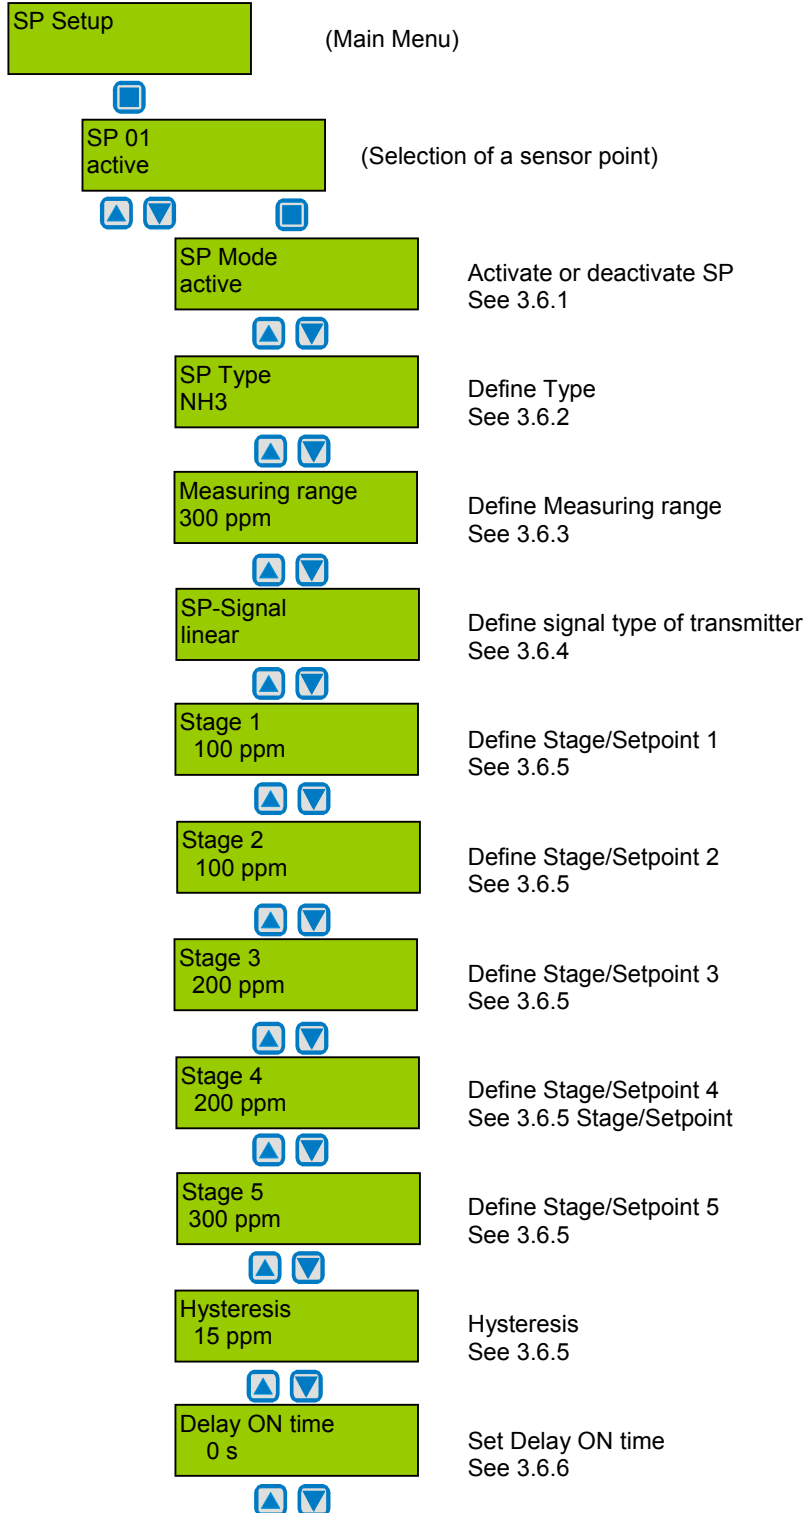 SP Setup
(Main Menu)
SP 01
active
(Selection of a sensor point)
SP Mode
active
Activate or deactivate SP
See 3.6.1
SP Type
NH3
Define Type
See 3.6.2
Measuring range
300 ppm
Define Measuring range
See 3.6.3
SP-Signal
linear
Define signal type of transmitter
See 3.6.4
Stage 1
100 ppm
Define Stage/Setpoint 1
See 3.6.5
Stage 2
100 ppm
Define Stage/Setpoint 2
See 3.6.5
Stage 3
200 ppm
Define Stage/Setpoint 3
See 3.6.5
Stage 4
200 ppm
Define Stage/Setpoint 4
See 3.6.5 Stage/Setpoint
Stage 5
300 ppm
Define Stage/Setpoint 5
See 3.6.5
Hysteresis
15 ppm
Hysteresis
See 3.6.5
Delay ON time
0 s
Set Delay ON time
See 3.6.6